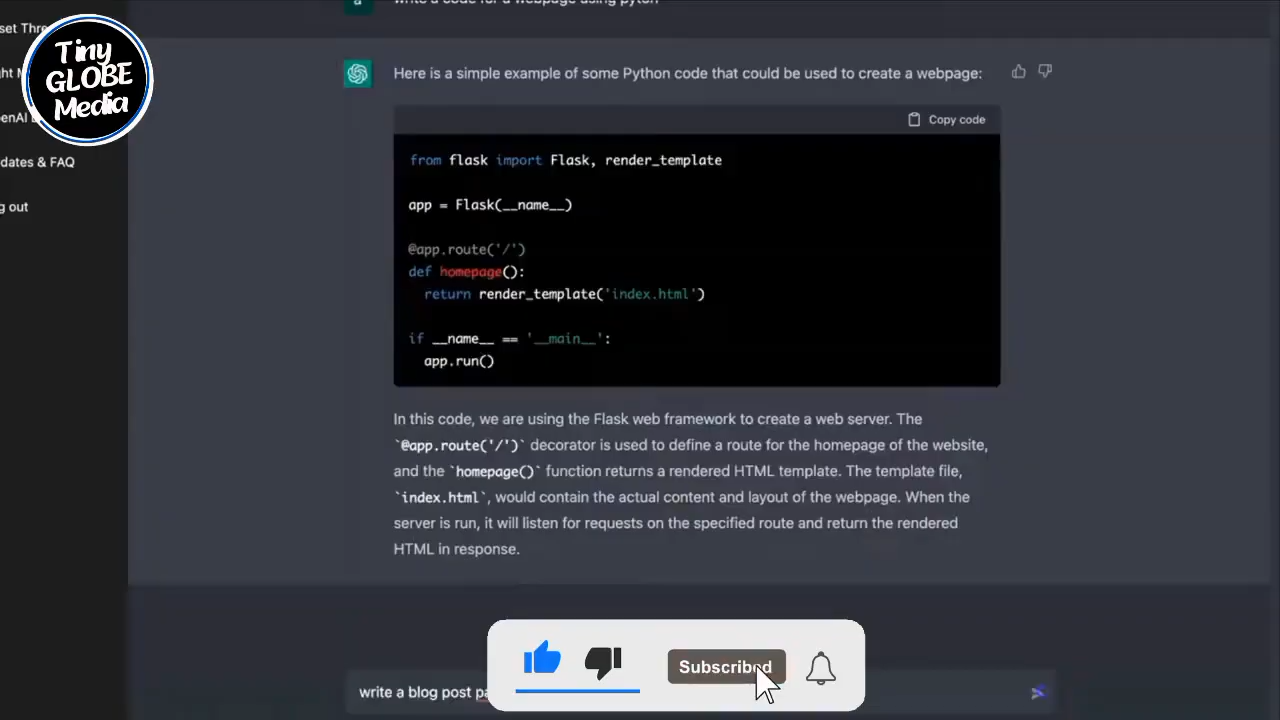 write a code for a webpage using pyton
Tiny
GLOBE
Media
dates & FAQ
Here is a simple example of some Python code that could be used to create a webpage:
Copy code
from flask import Flask, render_template
app = Flask(__name__)
@app.route('/')
def homepage():
return render_template('index.html')
if __name__ == '__main__':
app.run()
In this code, we are using the Flask web framework to create a web server. The
`@app.route('/')` decorator is used to define a route for the homepage of the website,
and the `homepage()` function returns a rendered HTML template. The template file,
`index.html`, would contain the actual content and layout of the webpage. When the
server is run, it will listen for requests on the specified route and return the rendered
HTML in response.
Subscribed
write a blog post